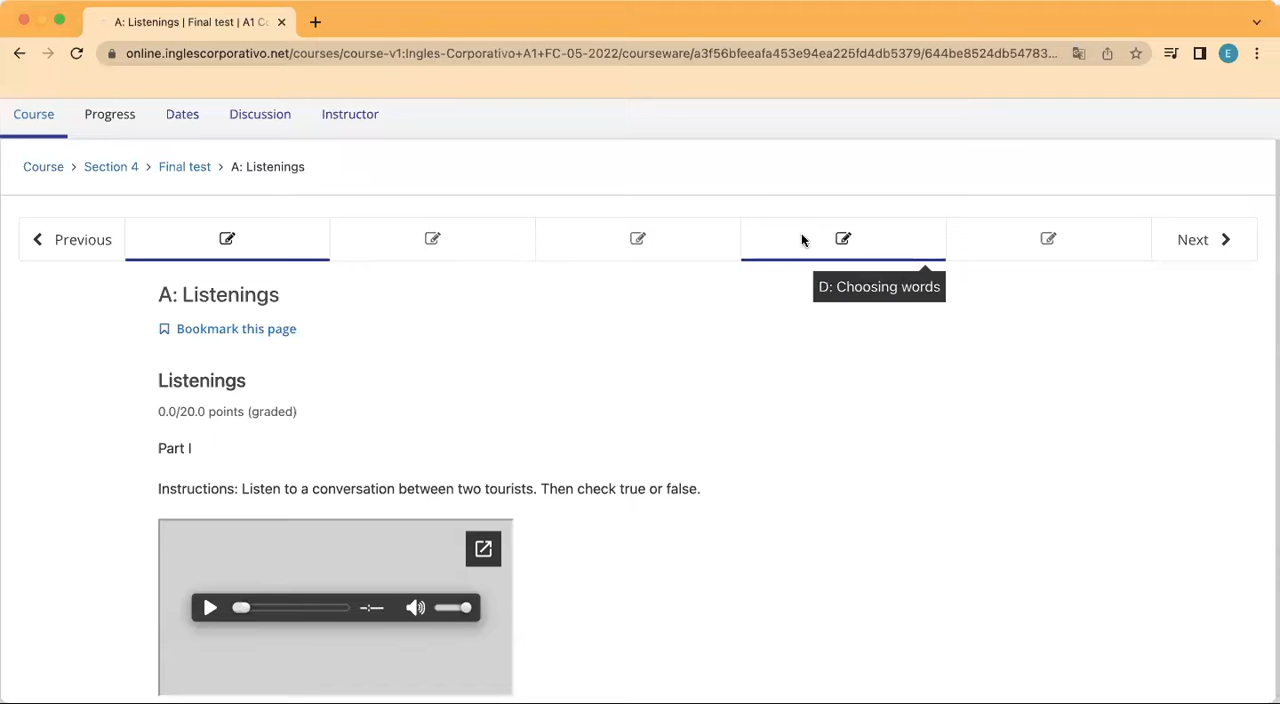 A: Listenings | Final test | A1 C
online.inglescorporativo.net/courses/course-v1:Ingles-Corporativo+A1+FC-05-2022/courseware/a3f56bfeeafa453e94ea225fd4db5379/644be8524db54783...
E
Course Progress Dates Discussion Instructor
Course > Section 4 > Final test > A: Listenings
Previous
Next
D: Choosing words
A: Listenings
Bookmark this page
Listenings
0.0/20.0 points (graded)
Part I
Instructions: Listen to a conversation between two tourists. Then check true or false.
-:--